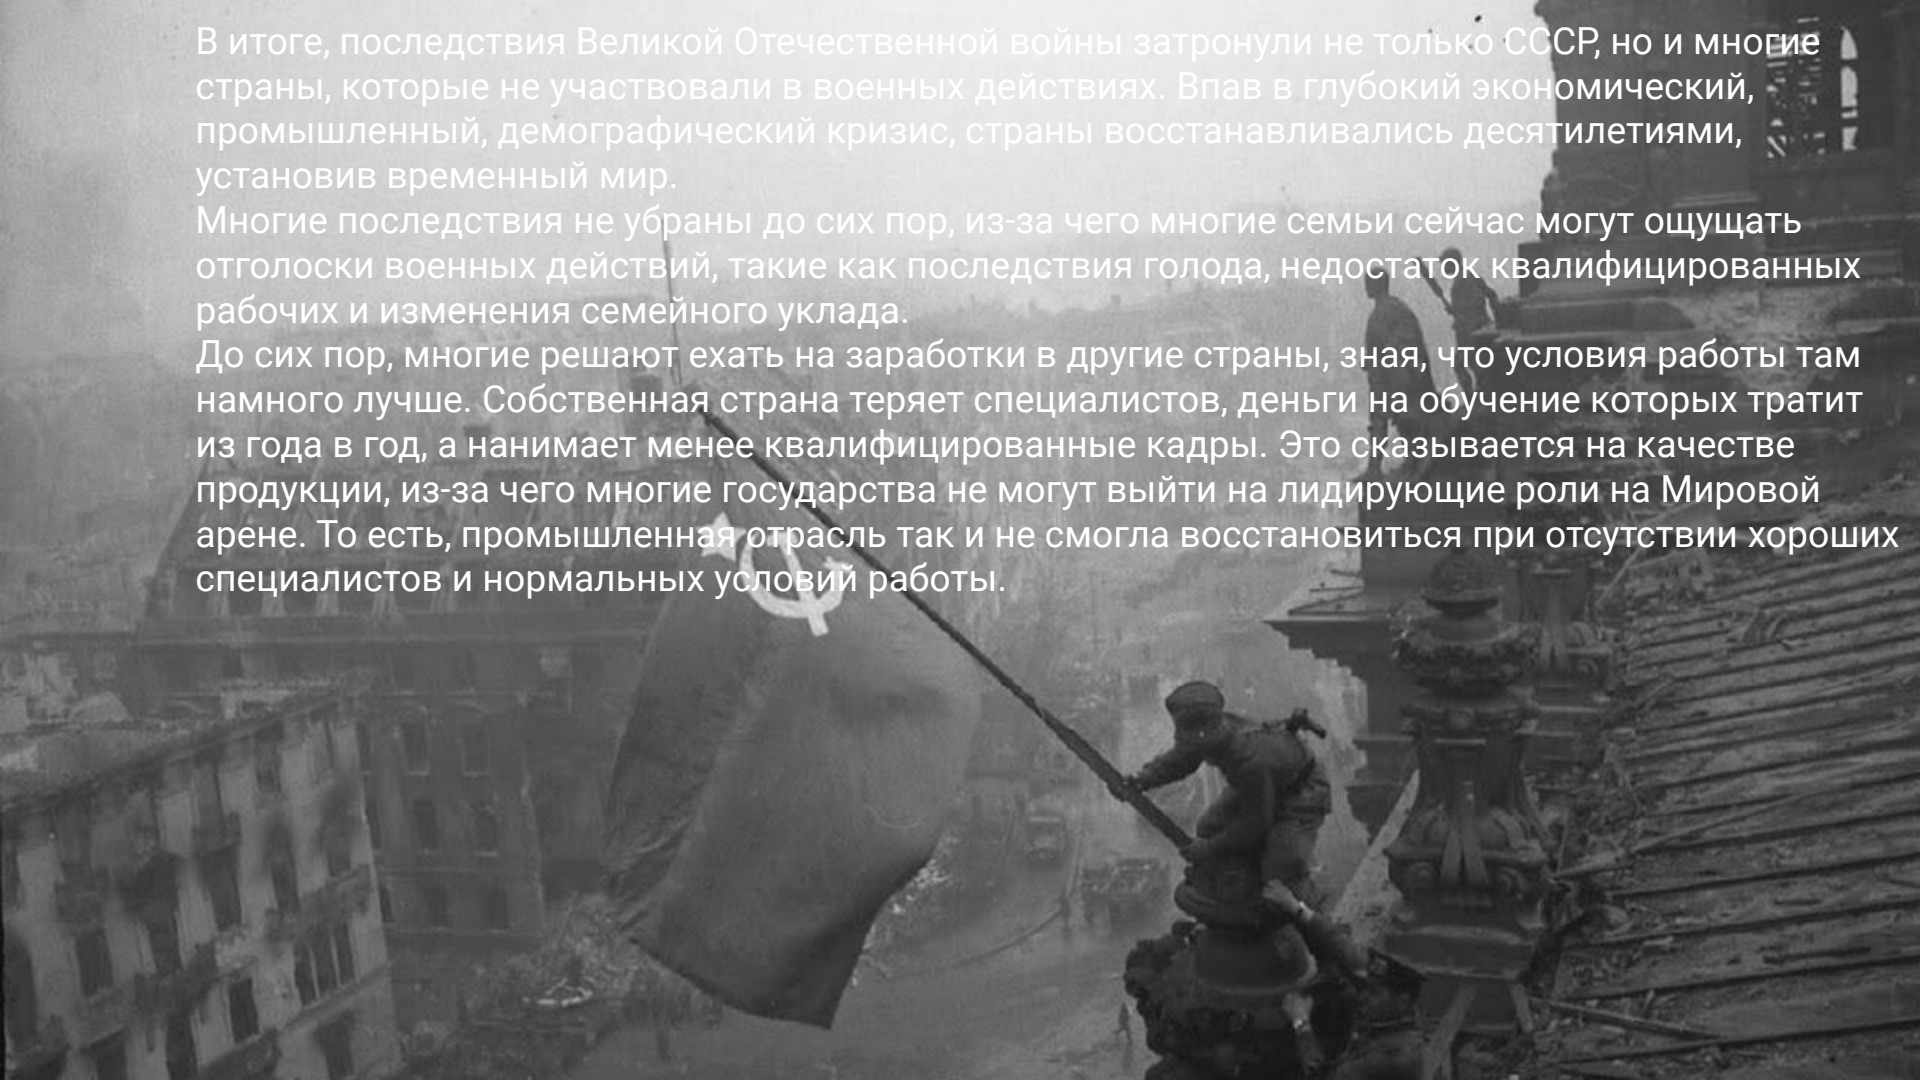 В итоге, последствия Великой Отечественной войны затронули не только СССР, но и многие
страны, которые не участвовали в военных действиях. Впав в глубокий экономический,
промышленный, демографический кризис, страны восстанавливались десятилетиями,
установив временный мир.
Многие последствия не убраны до сих пор, из-за чего многие семьи сейчас могут ощущать
отголоски военных действий, такие как последствия голода, недостаток квалифицированных
рабочих и изменения семейного уклада.
До сих пор, многие решают ехать на заработки в другие страны, зная, что условия работы там
намного лучше. Собственная страна теряет специалистов, деньги на обучение которых тратит
из года в год, а нанимает менее квалифицированные кадры. Это сказывается на качестве
продукции, из-за чего многие государства не могут выйти на лидирующие роли на Мировой
арене. То есть, промышленная отрасль так и не смогла восстановиться при отсутствии хороших
специалистов и нормальных условий работы.